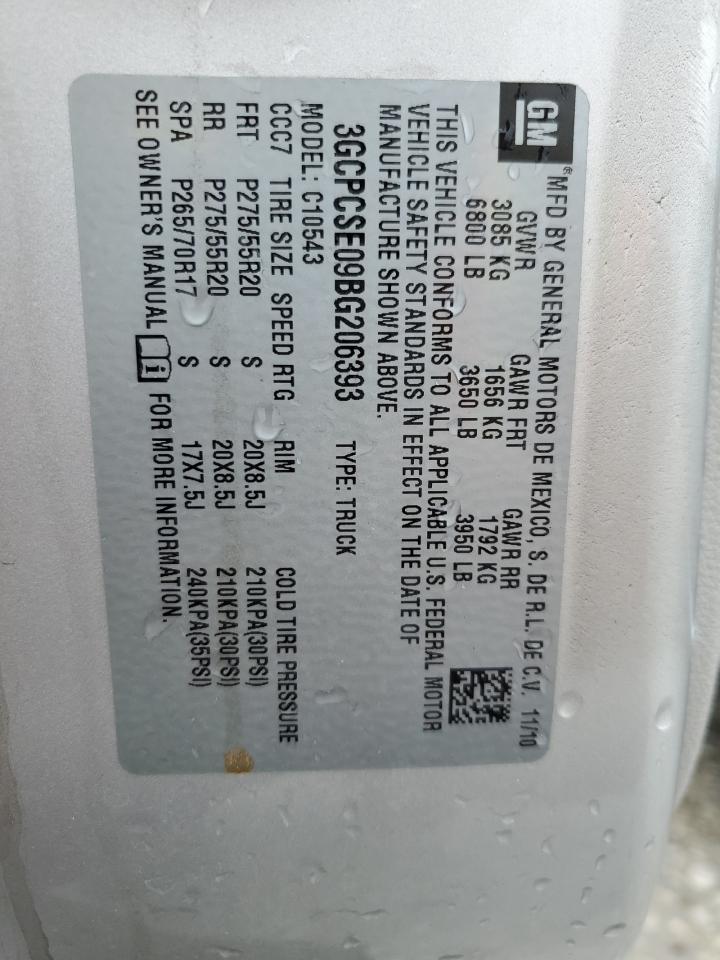 GM
® MFD BY GENERAL MOTORS DE MEXICO, S. DE R.L. DE C.V. 11/10
GVWR GAWR FRT GAWR RR
3085 KG 1656 KG 1792 KG
6800 LB 3650 LB 3950 LB
THIS VEHICLE CONFORMS TO ALL APPLICABLE U.S. FEDERAL MOTOR
VEHICLE SAFETY STANDARDS IN EFFECT ON THE DATE OF
MANUFACTURE SHOWN ABOVE.
3GCPCSE09BG206393 TYPE: TRUCK
MODEL: C10543
CCC7 TIRE SIZE SPEED RTG RIM COLD TIRE PRESSURE
FRT P275/55R20 S 20X8.5J 210KPA(30PSI)
RR P275/55R20 S 20X8.5J 210KPA(30PSI)
SPA P265/70R17 S 17X7.5J 240KPA(35PSI)
SEE OWNER'S MANUAL i FOR MORE INFORMATION.